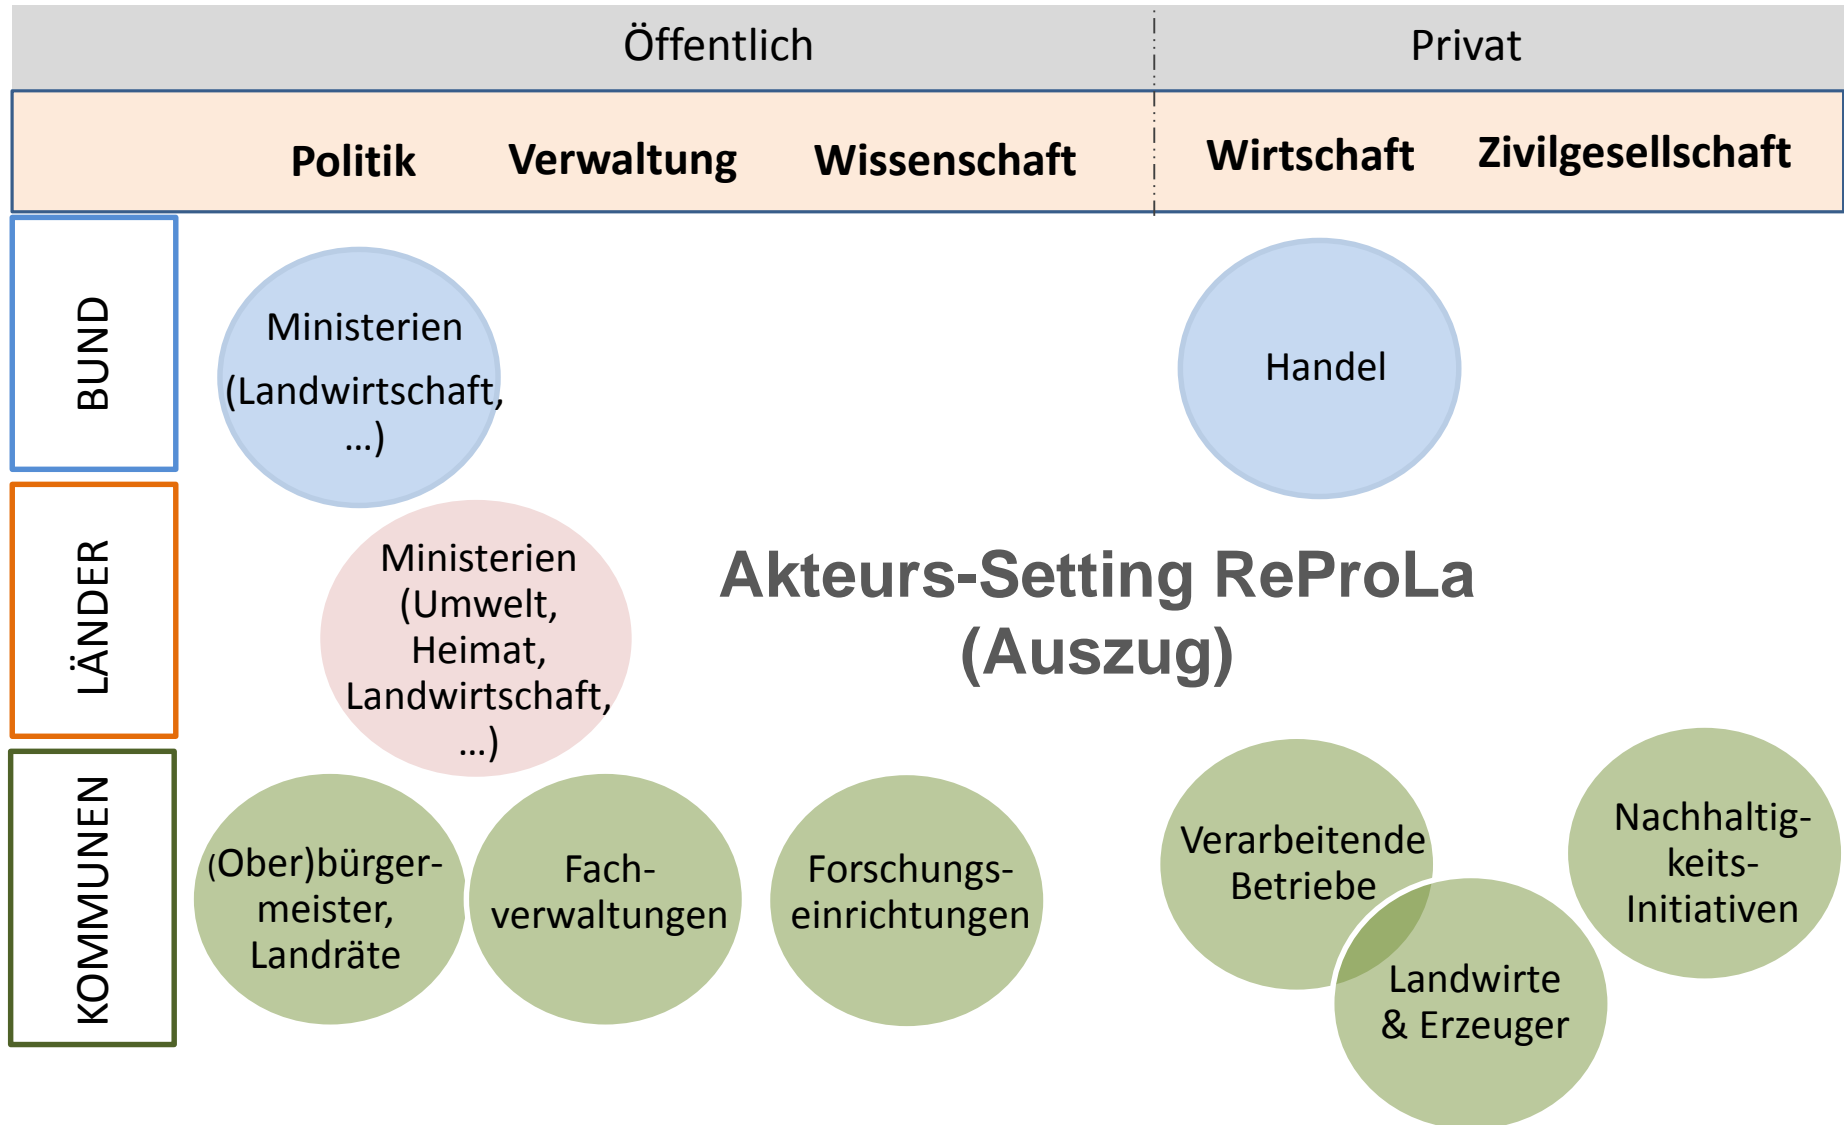 Öffentlich
Privat
Politik
Verwaltung
Wissenschaft
Wirtschaft
Zivilgesellschaft
BUND
Ministerien
(Landwirtschaft,
...)
Handel
LÄNDER
Ministerien
(Umwelt,
Heimat,
Landwirtschaft,
...)
Akteurs-Setting ReProLa
(Auszug)
KOMMUNEN
(Ober)bürger-
meister,
Landräte
Fach-
verwaltungen
Forschungs-
einrichtungen
Verarbeitende
Betriebe
Landwirte
& Erzeuger
Nachhaltig-
keits-
Initiativen